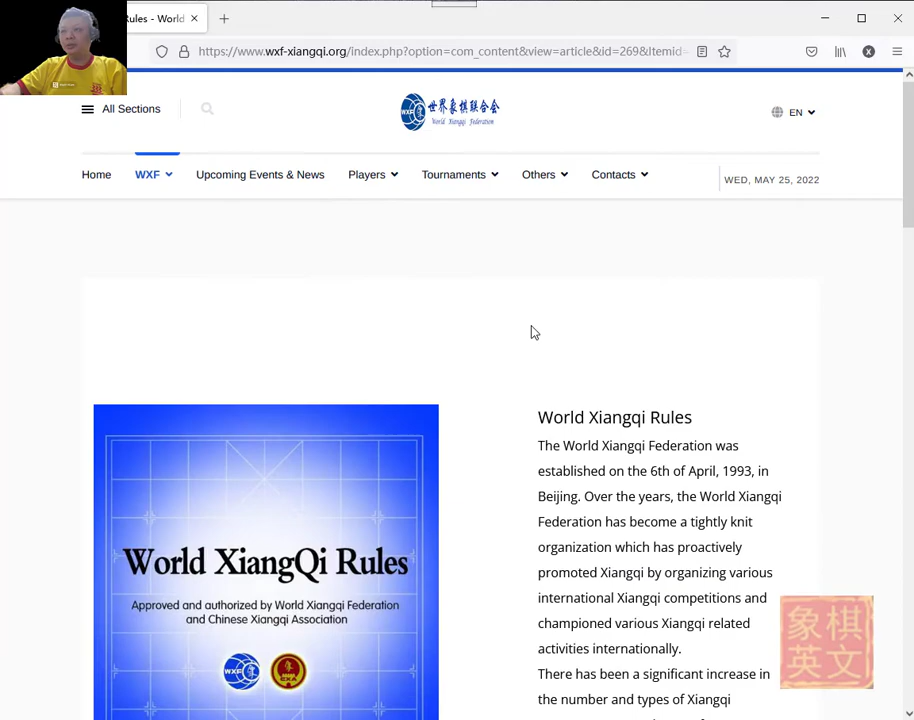 Rules - World
https://www.wxf-xiangqi.org/index.php?option=com_content&view=article&id=269&Itemid=
All Sections
WXF
世界象棋联合会
World Xiangqi Federation
EN
Home
WXF
Upcoming Events & News
Players
Tournaments
Others
Contacts
WED, MAY 25, 2022
World XiangQi Rules
Approved and authorized by World Xiangqi Federation
and Chinese Xiangqi Association
WXF
CXA
World Xiangqi Rules
The World Xiangqi Federation was
established on the 6th of April, 1993, in
Beijing. Over the years, the World Xiangqi
Federation has become a tightly knit
organization which has proactively
promoted Xiangqi by organizing various
international Xiangqi competitions and
championed various Xiangqi related
activities internationally.
There has been a significant increase in
the number and types of Xiangqi
象棋
英文